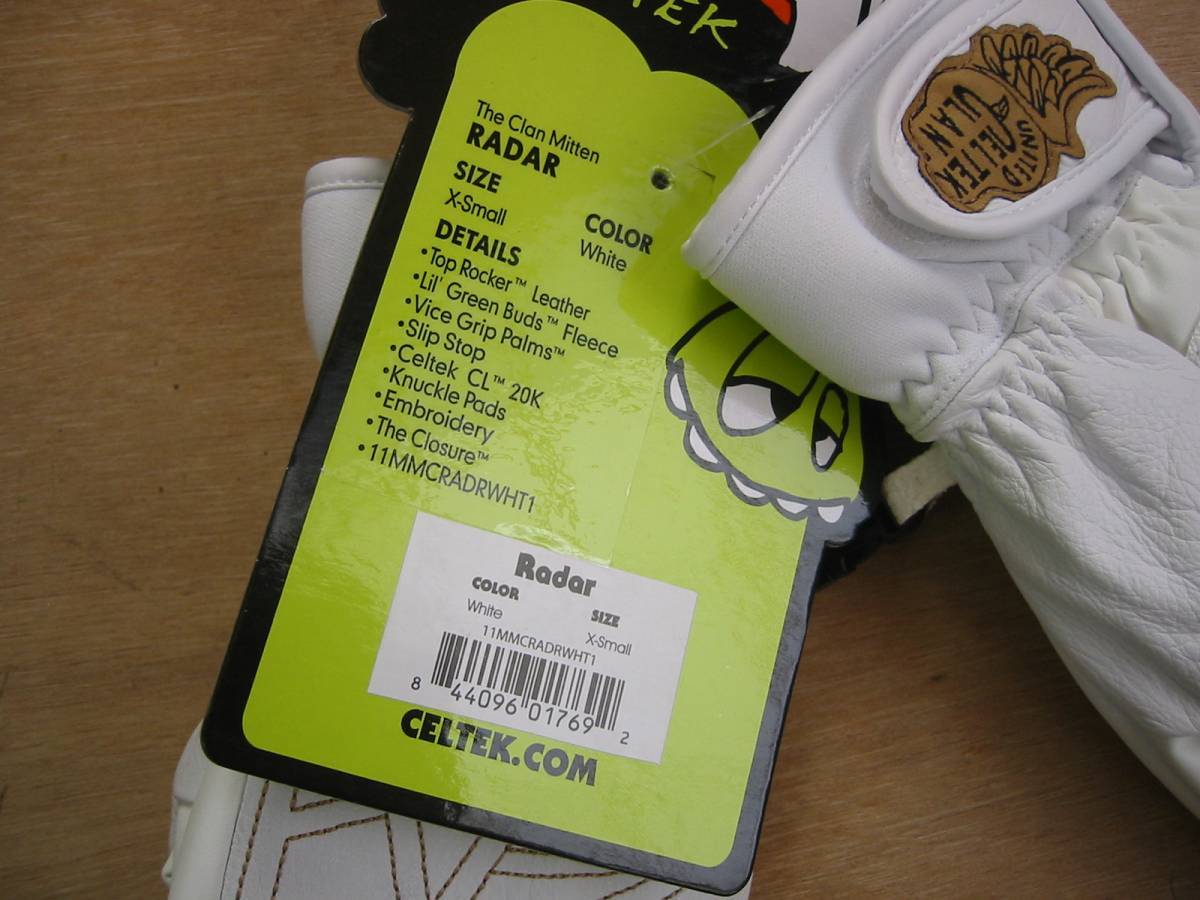 TEK
The Clan Mitten
RADAR
SIZE
X-Small
COLOR
White
DETAILS
•Top Rocker™ Leather
•Lil' Green Buds™ Fleece
•Vice Grip Palms™
•Slip Stop
•Celtek CL™ 20K
•Knuckle Pads
•Embroidery
•The Closure™
•11MMCRADRWHT1
Radar
COLOR
White
SIZE
X-Small
11MMCRADRWHT1
8 44096 01769 2
CELTEK.COM
UNITED
CELTEK
CLAN